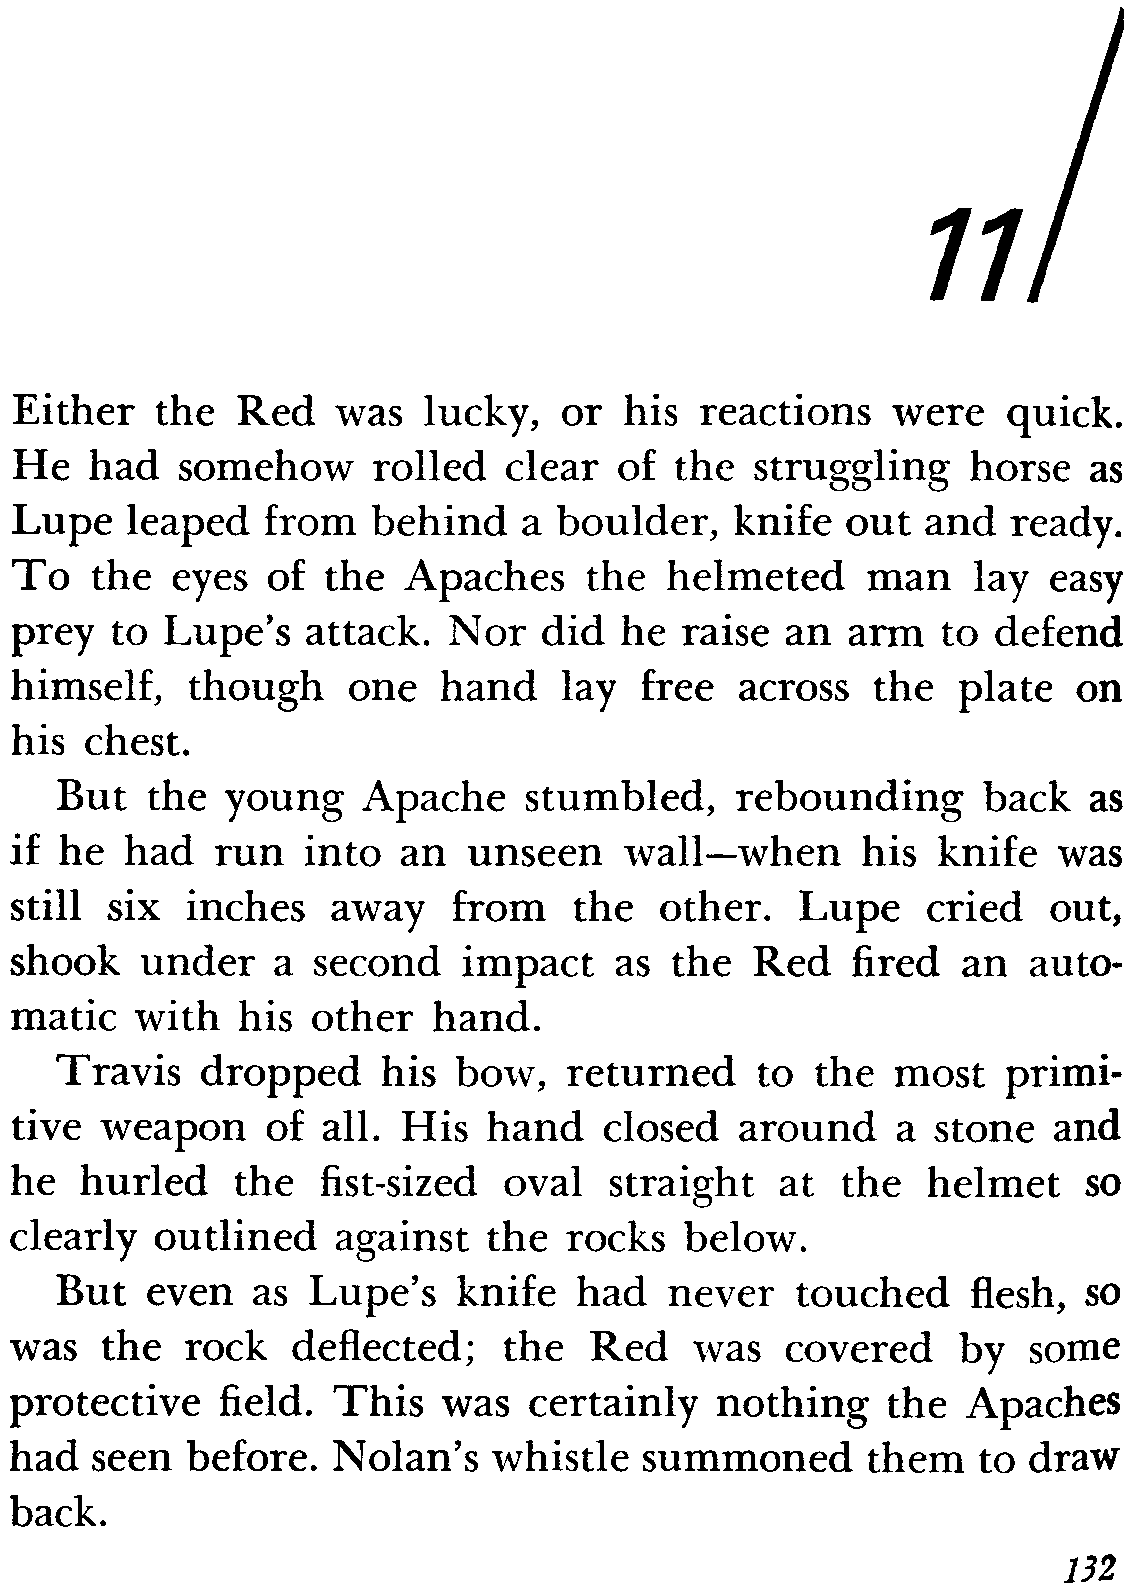 11/
Either the Red was lucky, or his reactions were quick.
He had somehow rolled clear of the struggling horse as
Lupe leaped from behind a boulder, knife out and ready.
To the eyes of the Apaches the helmeted man lay easy
prey to Lupe's attack. Nor did he raise an arm to defend
himself, though one hand lay free across the plate on
his chest.
But the young Apache stumbled, rebounding back as
if he had run into an unseen wall—when his knife was
still six inches away from the other. Lupe cried out,
shook under a second impact as the Red fired an auto-
matic with his other hand.
Travis dropped his bow, returned to the most primi-
tive weapon of all. His hand closed around a stone and
he hurled the fist-sized oval straight at the helmet so
clearly outlined against the rocks below.
But even as Lupe's knife had never touched flesh, so
was the rock deflected; the Red was covered by some
protective field. This was certainly nothing the Apaches
had seen before. Nolan's whistle summoned them to draw
back.
132